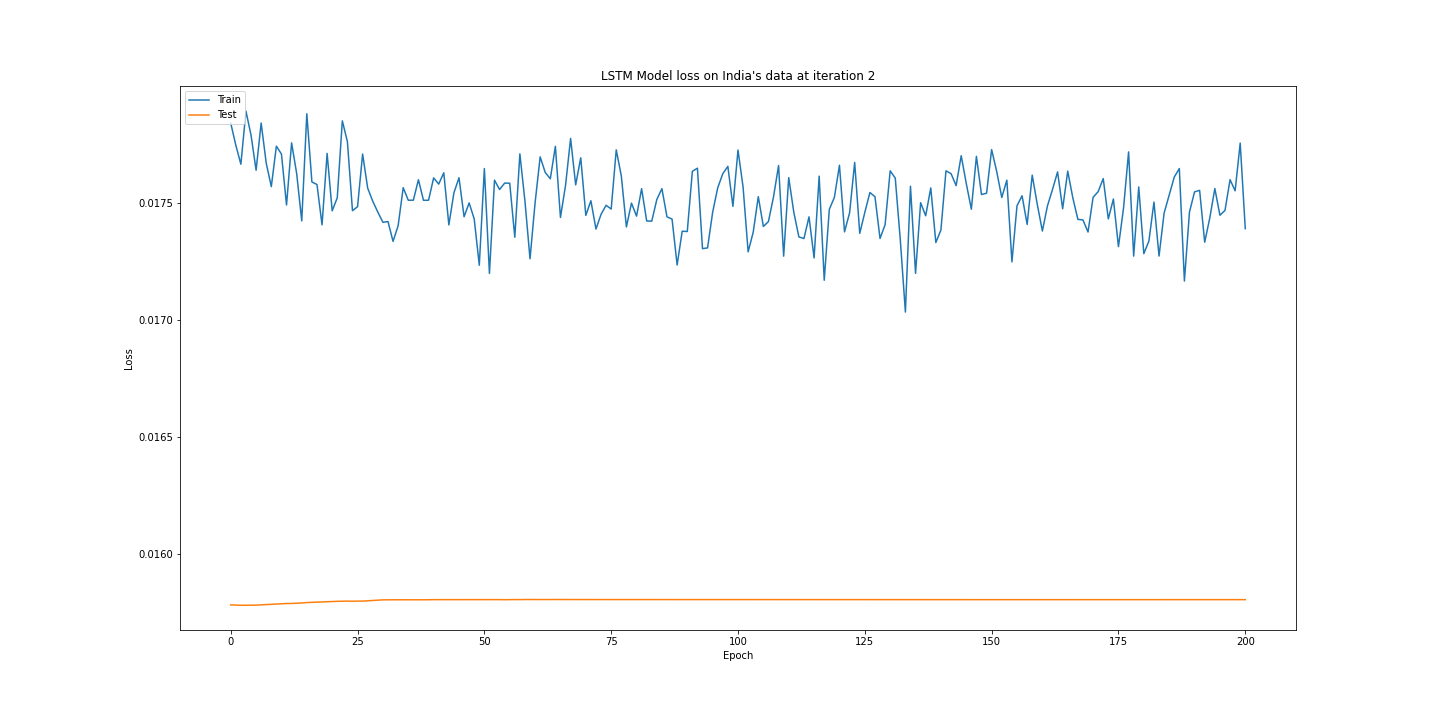 LSTM Model loss on India's data at iteration 2
Train
Test
0.0175
0.0170
0.0165
0.0160
Loss
0 25 50 75 100 125 150 175 200
Epoch